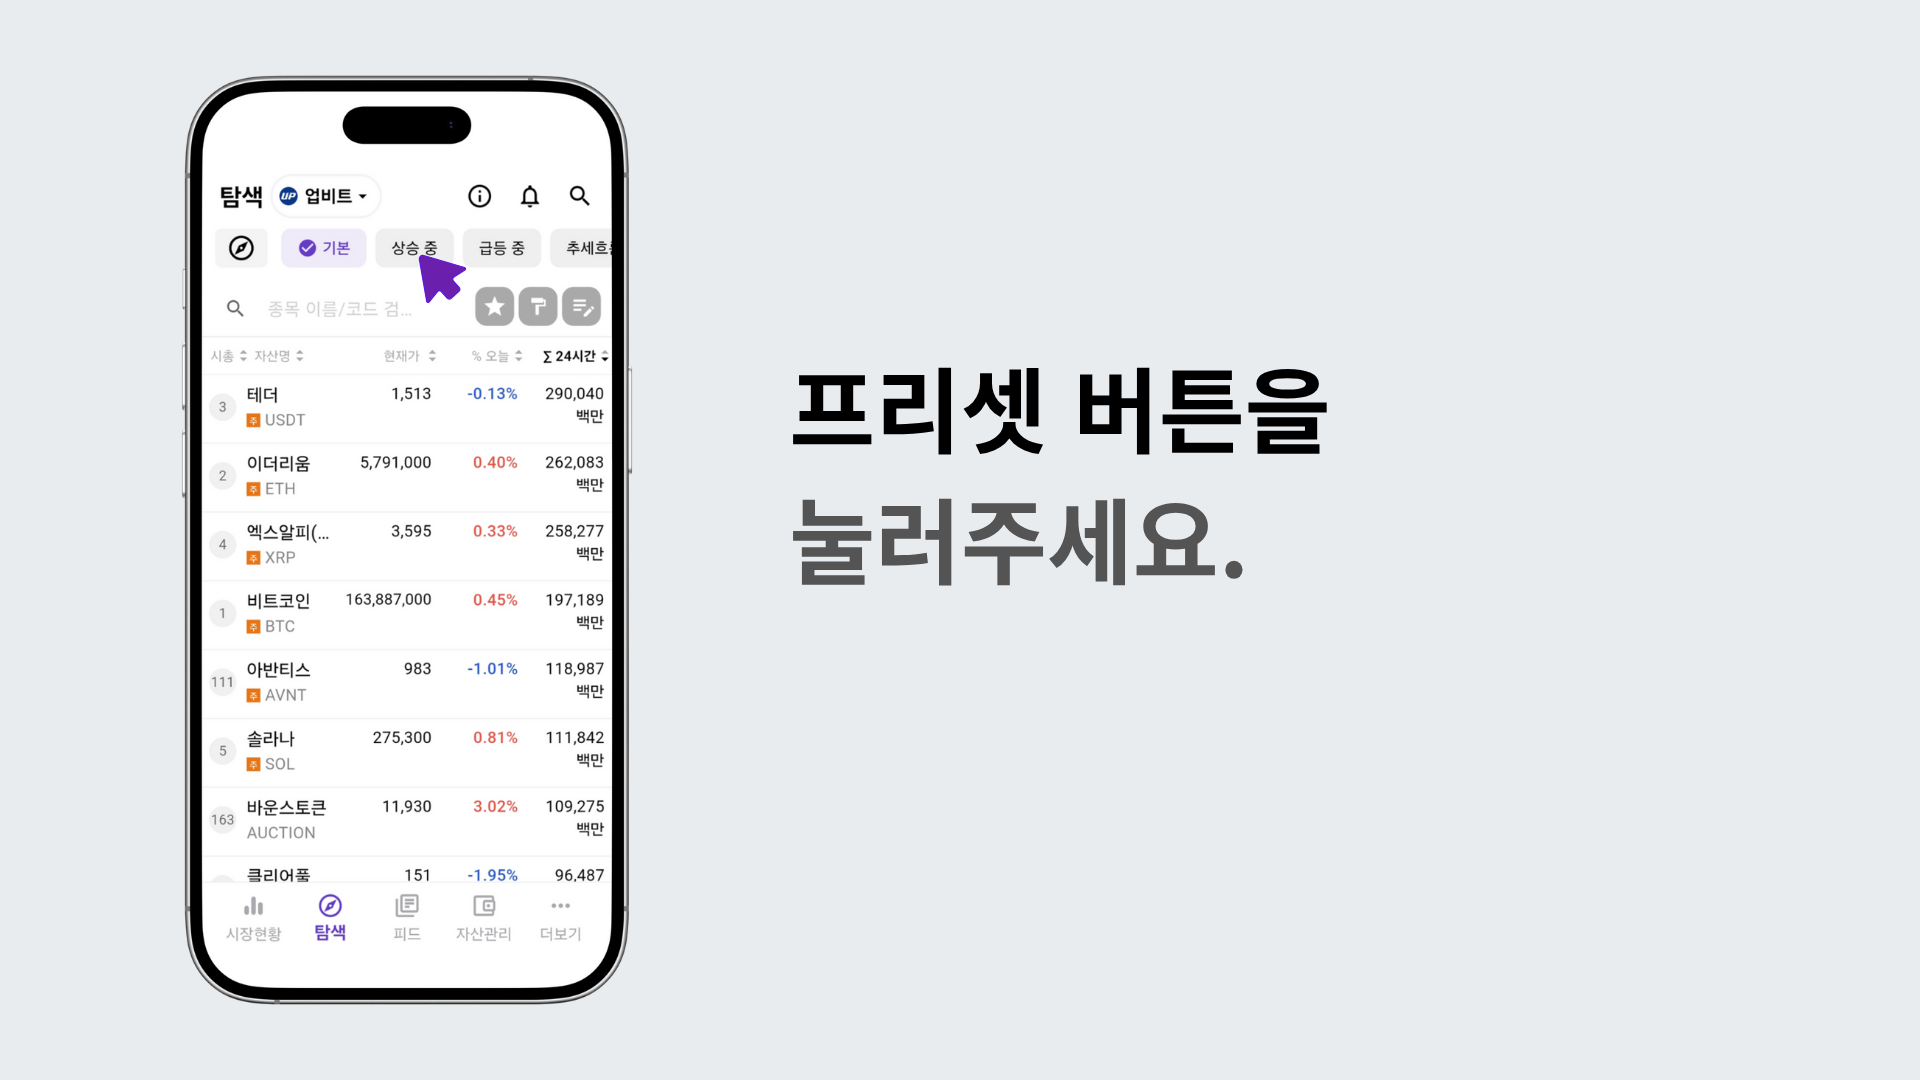 탐색 UP 업비트
기본 상승 중 급등 중 추세흐
종목 이름/코드 검...
시총 자산명 현재가 % 오늘 ∑ 24시간
3 테더 1,513 -0.13% 290,040
주 USDT 백만
2 이더리움 5,791,000 0.40% 262,083
주 ETH 백만
4 엑스알피(... 3,595 0.33% 258,277
주 XRP 백만
1 비트코인 163,887,000 0.45% 197,189
주 BTC 백만
111 아반티스 983 -1.01% 118,987
주 AVNT 백만
5 솔라나 275,300 0.81% 111,842
주 SOL 백만
163 바운스토큰 11,930 3.02% 109,275
AUCTION 백만
클리어풀 151 -1.95% 96,487
시장현황 탐색 피드 자산관리 더보기
프리셋 버튼을
눌러주세요.